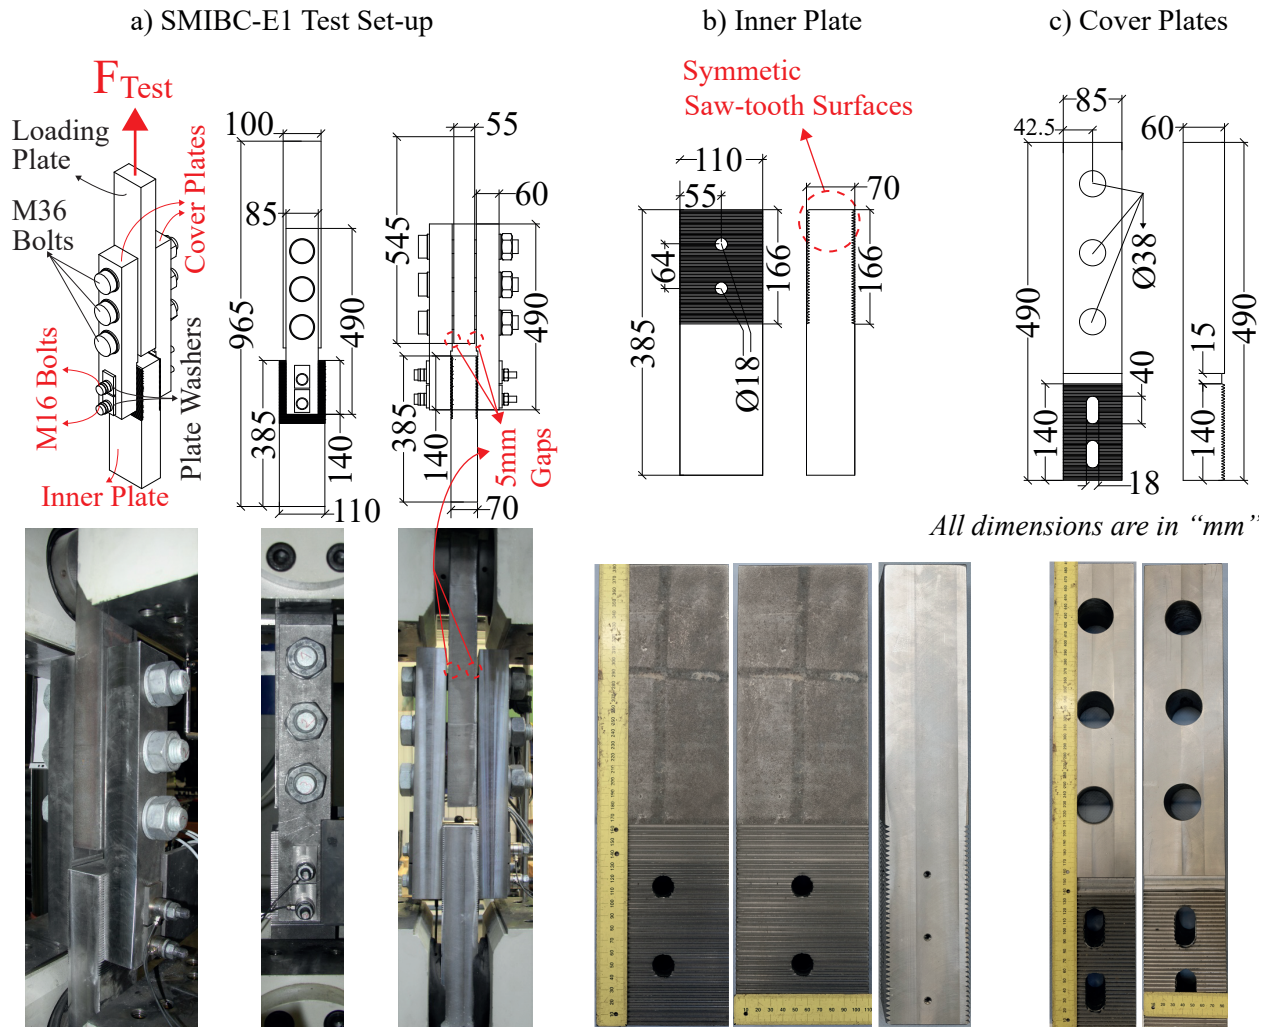 a) SMIBC-E1 Test Set-up
b) Inner Plate
c) Cover Plates
F Test
Loading
Plate
M36
Bolts
Cover Plates
M16 Bolts
Plate Washers
Inner Plate
100
85
965
490
385
140
110
55
60
545
490
385
140
70
5mm
Gaps
Symmetric
Saw-tooth Surfaces
110
55
70
64
166
166
385
Ø18
85
42.5
60
Ø38
490
490
15
40
140
140
18
All dimensions are in “mm”